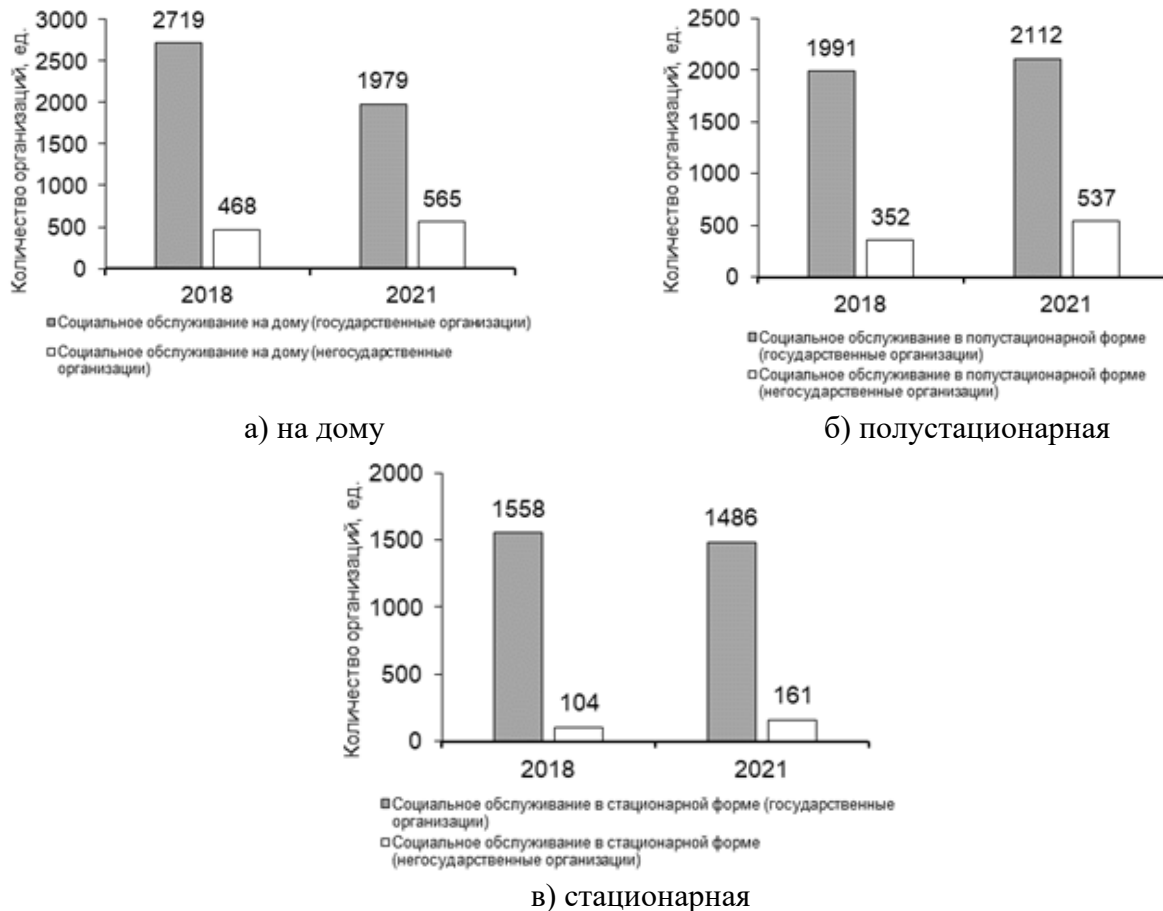 Количество организаций, ед.
3000
2500
2000
1500
1000
500
0
2719
468
1979
565
2018
2021
Социальное обслуживание на дому (государственные организации)
Социальное обслуживание на дому (негосударственные
организации)
а) на дому
Количество организаций, ед.
2500
2000
1500
1000
500
0
1991
352
2112
537
2018
2021
Социальное обслуживание в полустационарной форме
(государственные организации)
Социальное обслуживание в полустационарной форме
(негосударственные организации)
б) полустационарная
Количество организаций, ед.
2000
1500
1000
500
0
1558
104
1486
161
2018
2021
Социальное обслуживание в стационарной форме (государственные
организации)
Социальное обслуживание в стационарной форме
(негосударственные организации)
в) стационарная